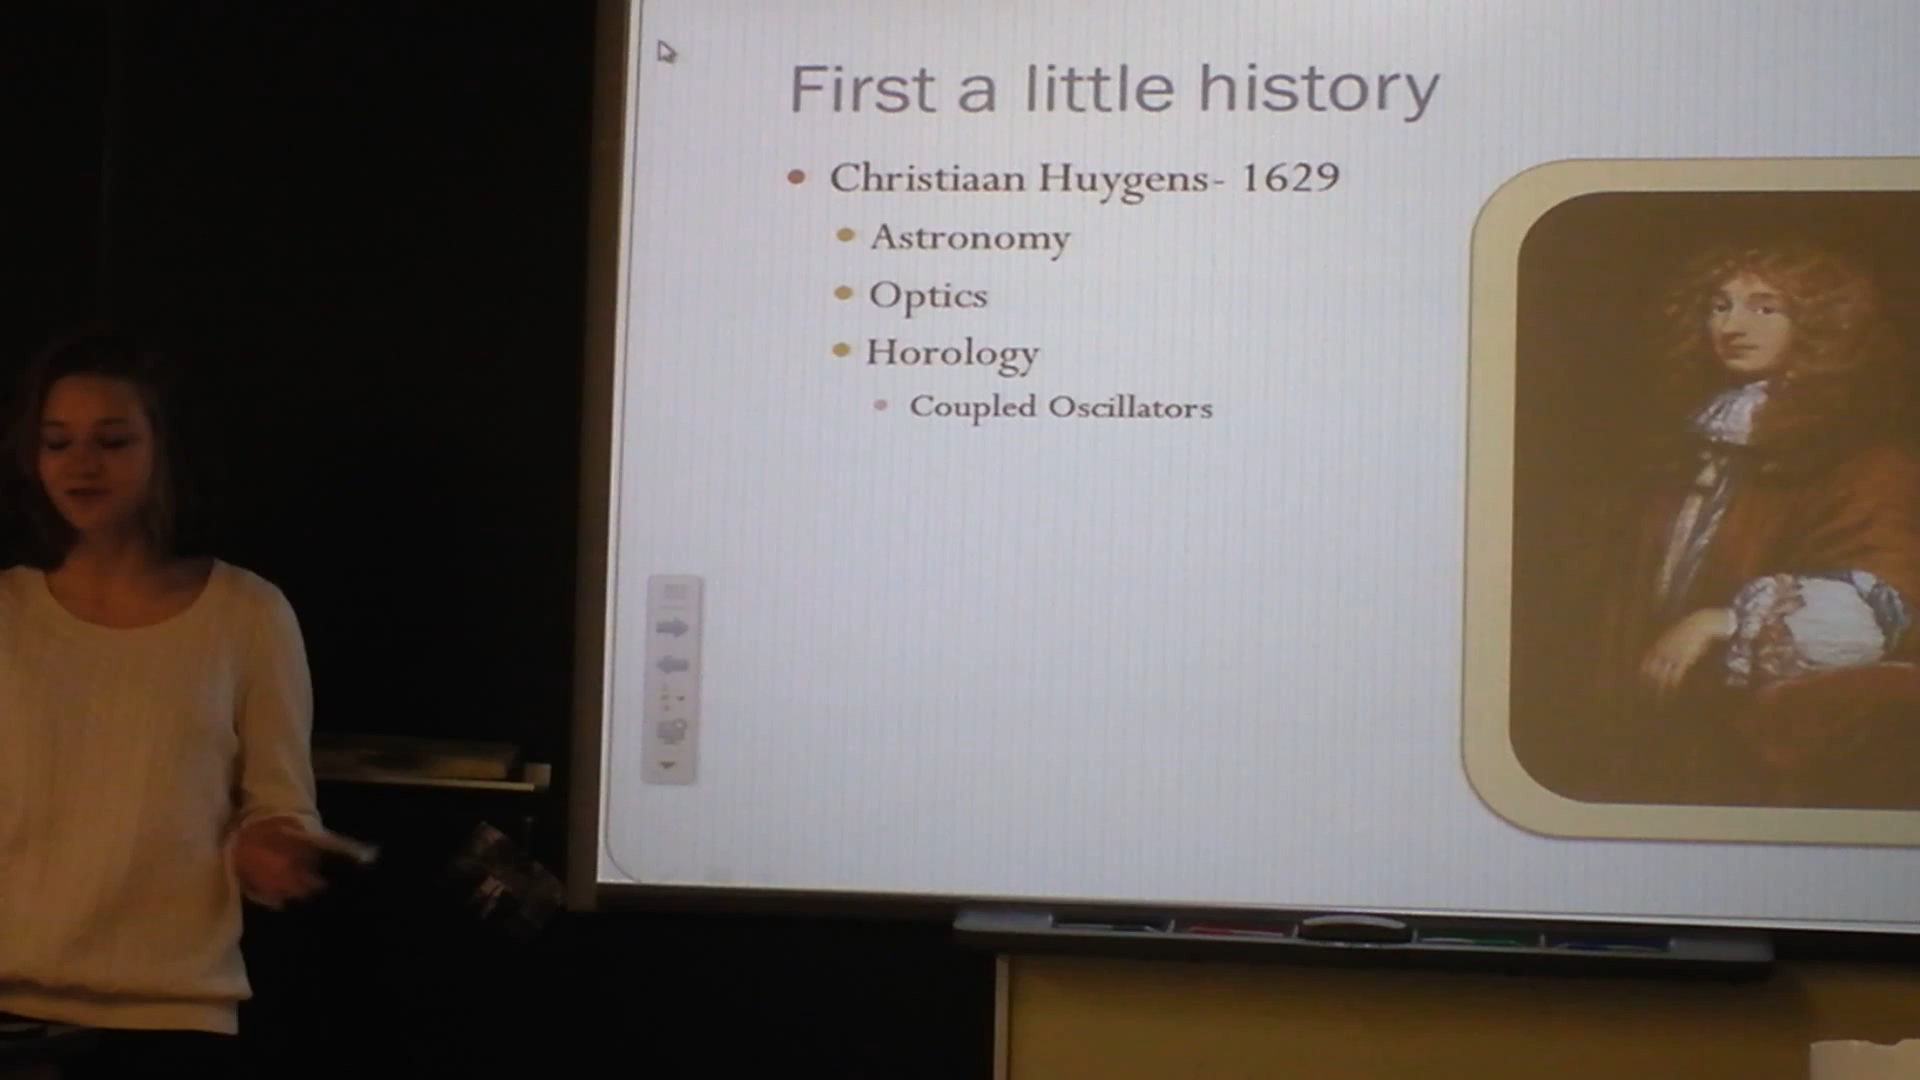 First a little history
Christiaan Huygens- 1629
Astronomy
Optics
Horology
Coupled Oscillators